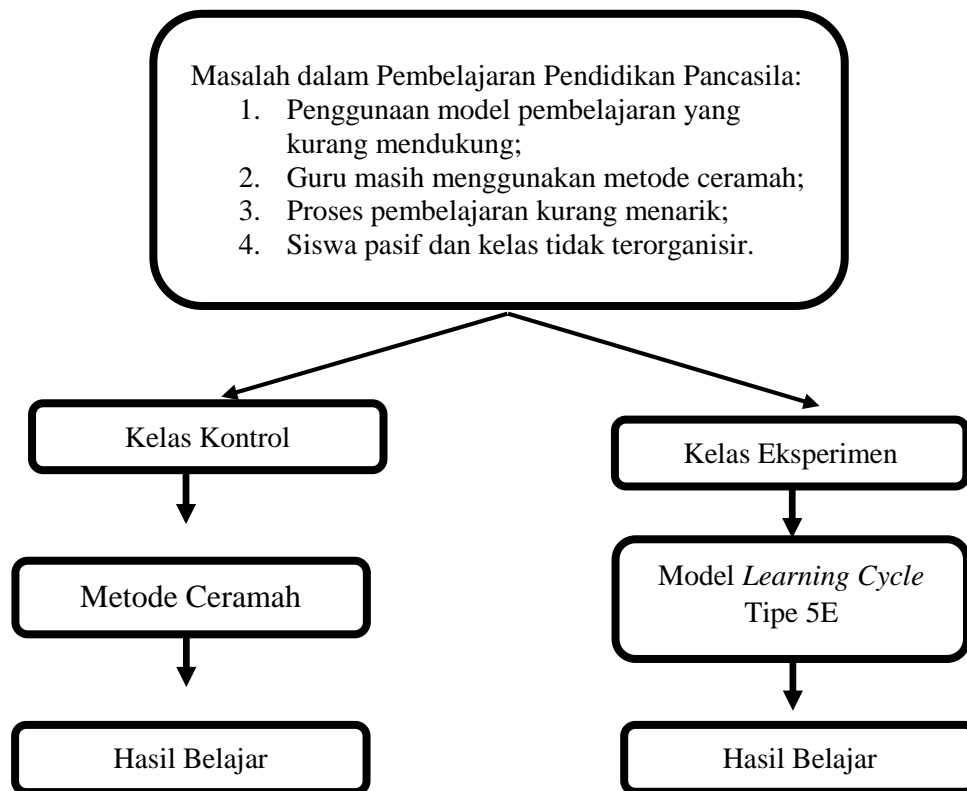 Masalah dalam Pembelajaran Pendidikan Pancasila:
1. Penggunaan model pembelajaran yang
kurang mendukung;
2. Guru masih menggunakan metode ceramah;
3. Proses pembelajaran kurang menarik;
4. Siswa pasif dan kelas tidak terorganisir.
Kelas Kontrol
Kelas Eksperimen
Metode Ceramah
Model Learning Cycle
Tipe 5E
Hasil Belajar
Hasil Belajar